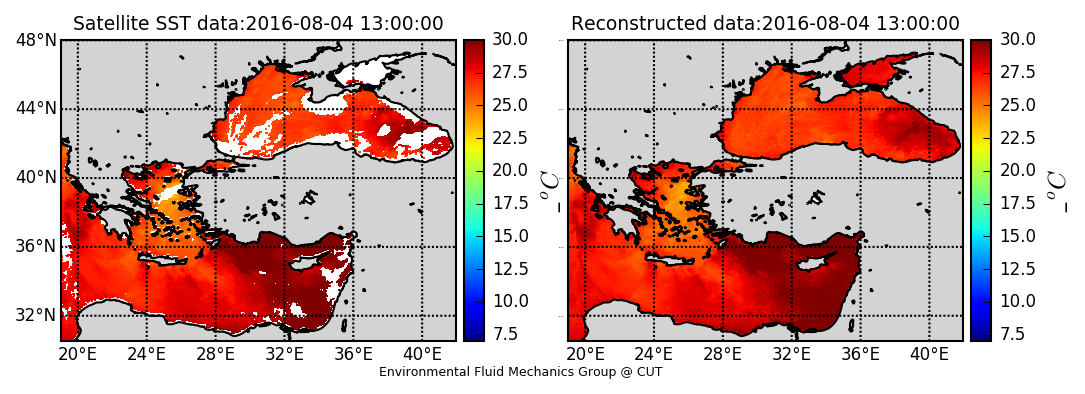 Satellite SST data:2016-08-04 13:00:00
Reconstructed data:2016-08-04 13:00:00
48°N
44°N
40°N
36°N
32°N
20°E 24°E 28°E 32°E 36°E 40°E
30.0
27.5
25.0
22.5
20.0
17.5
15.0
12.5
10.0
7.5
°C
20°E 24°E 28°E 32°E 36°E 40°E
30.0
27.5
25.0
22.5
20.0
17.5
15.0
12.5
10.0
7.5
°C
Environmental Fluid Mechanics Group @ CUT